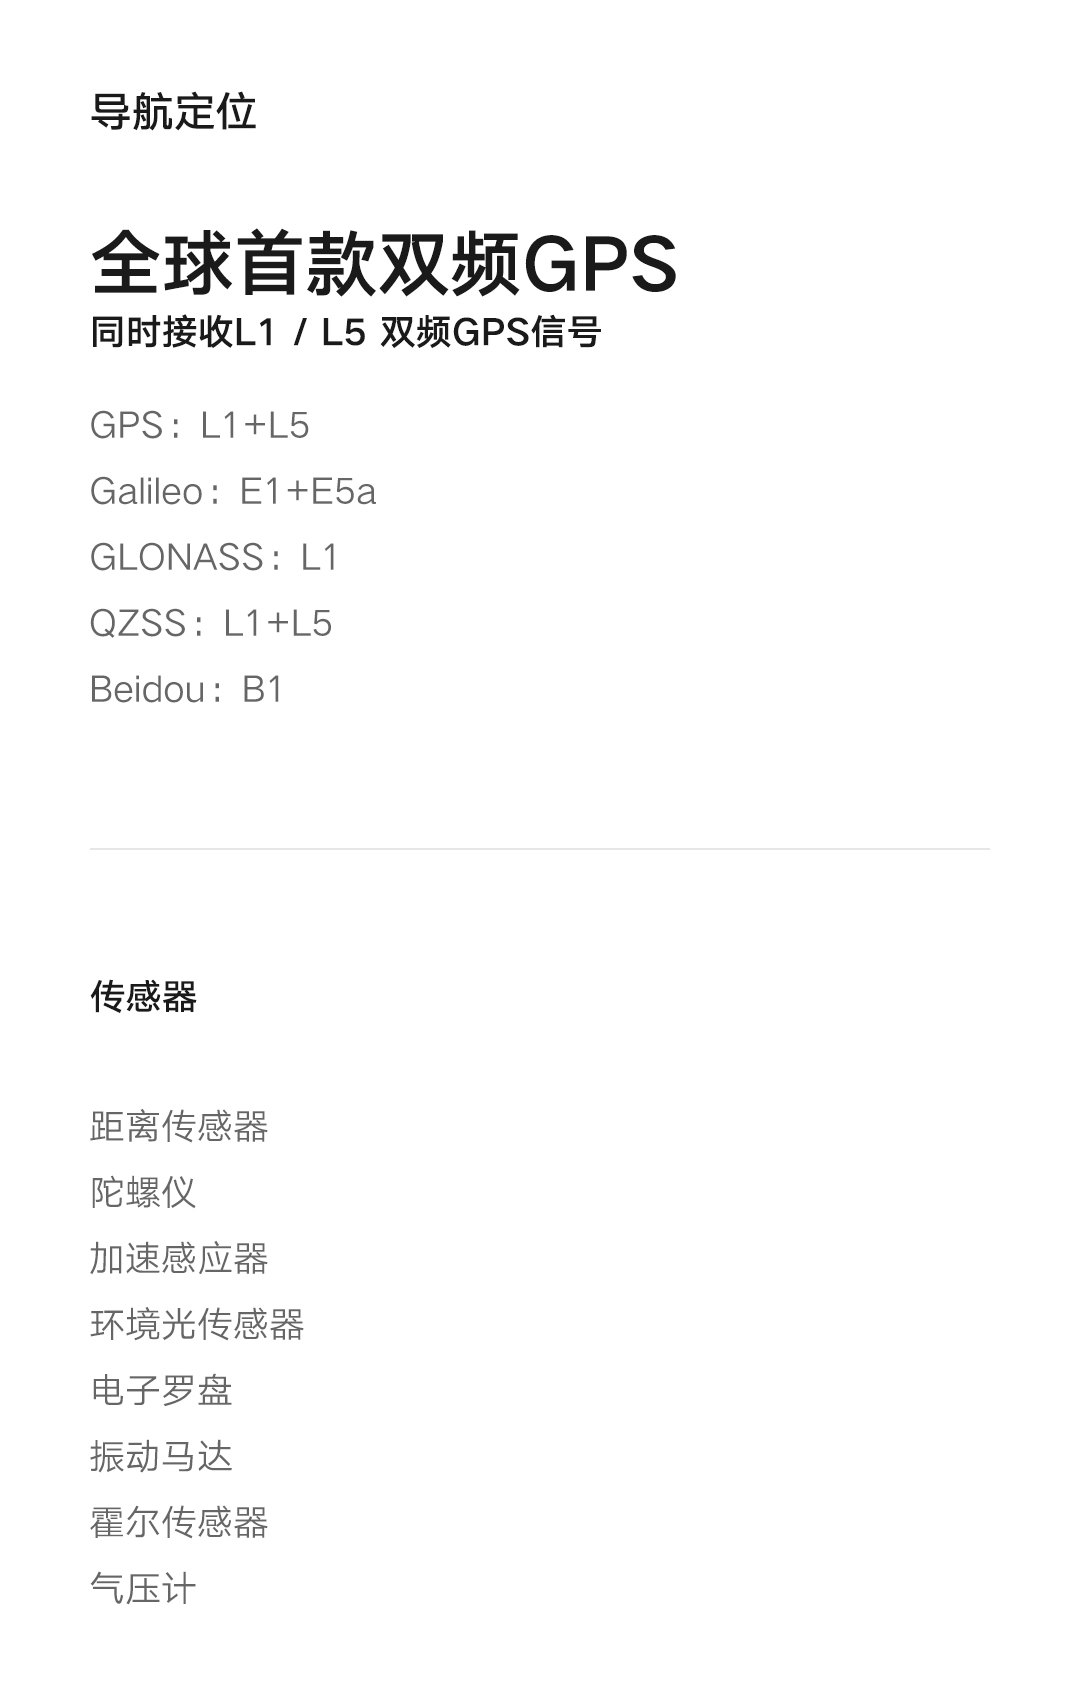 导航定位
全球首款双频GPS
同时接收L1 / L5 双频GPS信号
GPS：L1+L5
Galileo：E1+E5a
GLONASS：L1
QZSS：L1+L5
Beidou：B1
传感器
距离传感器
陀螺仪
加速感应器
环境光传感器
电子罗盘
振动马达
霍尔传感器
气压计